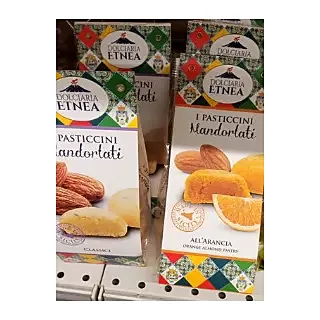 DOLCIARIA
ETNEA
DOLCIARIA
ETNEA
DOLCIARIA
ETNEA
I PASTICCINI
Mandorlati
ALL'ARANCIA
ORANGE ALMOND PASTRY
DOLCIARIA
ETNEA
PASTICCINI
Mandorlati
CLASSICI